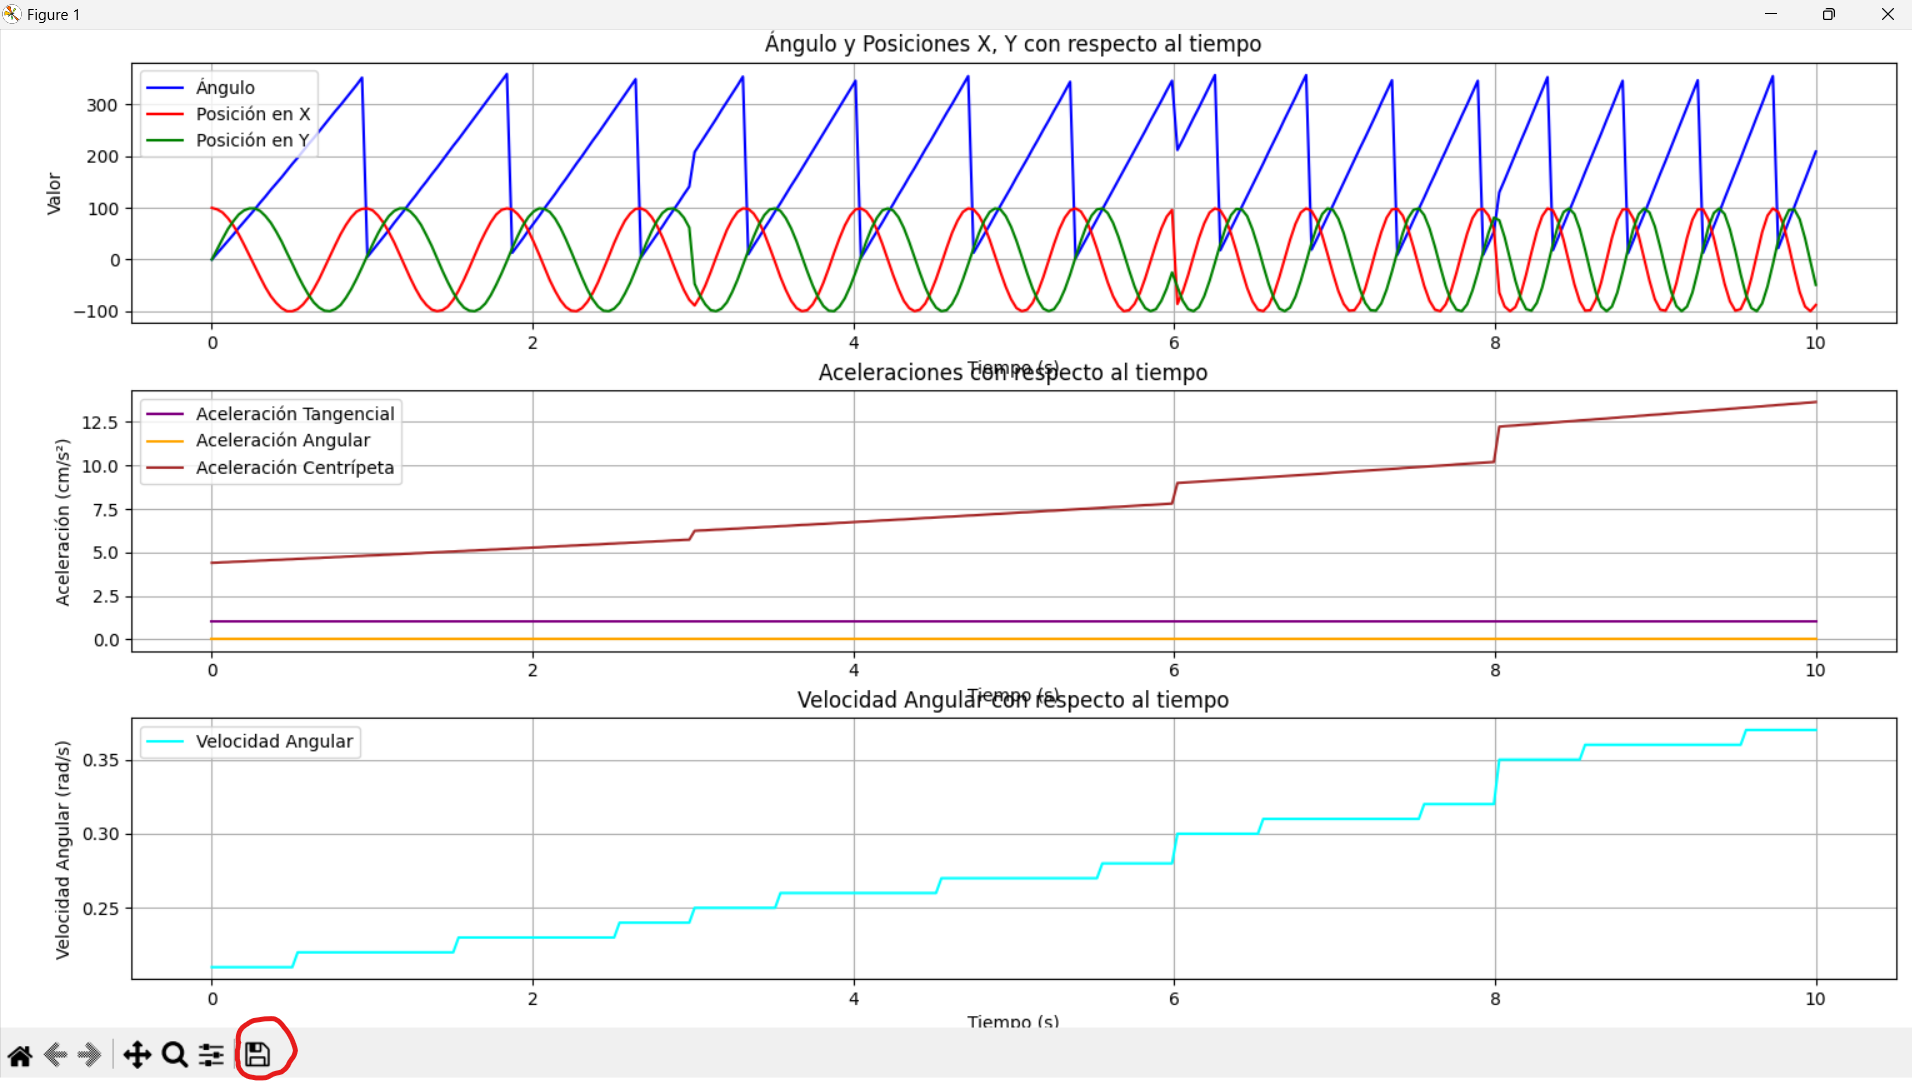 Figure 1
Ángulo y Posiciones X, Y con respecto al tiempo
Ángulo
Posición en X
Posición en Y
Valor
300
200
100
0
−100
0 2 4 6 8 10
Tiempo (s)
Aceleraciones con respecto al tiempo
Aceleración Tangencial
Aceleración Angular
Aceleración Centrípeta
Aceleración (cm/s²)
12.5
10.0
7.5
5.0
2.5
0.0
0 2 4 6 8 10
Tiempo (s)
Velocidad Angular con respecto al tiempo
Velocidad Angular
Velocidad Angular (rad/s)
0.35
0.30
0.25
0 2 4 6 8 10
Tiempo (s)